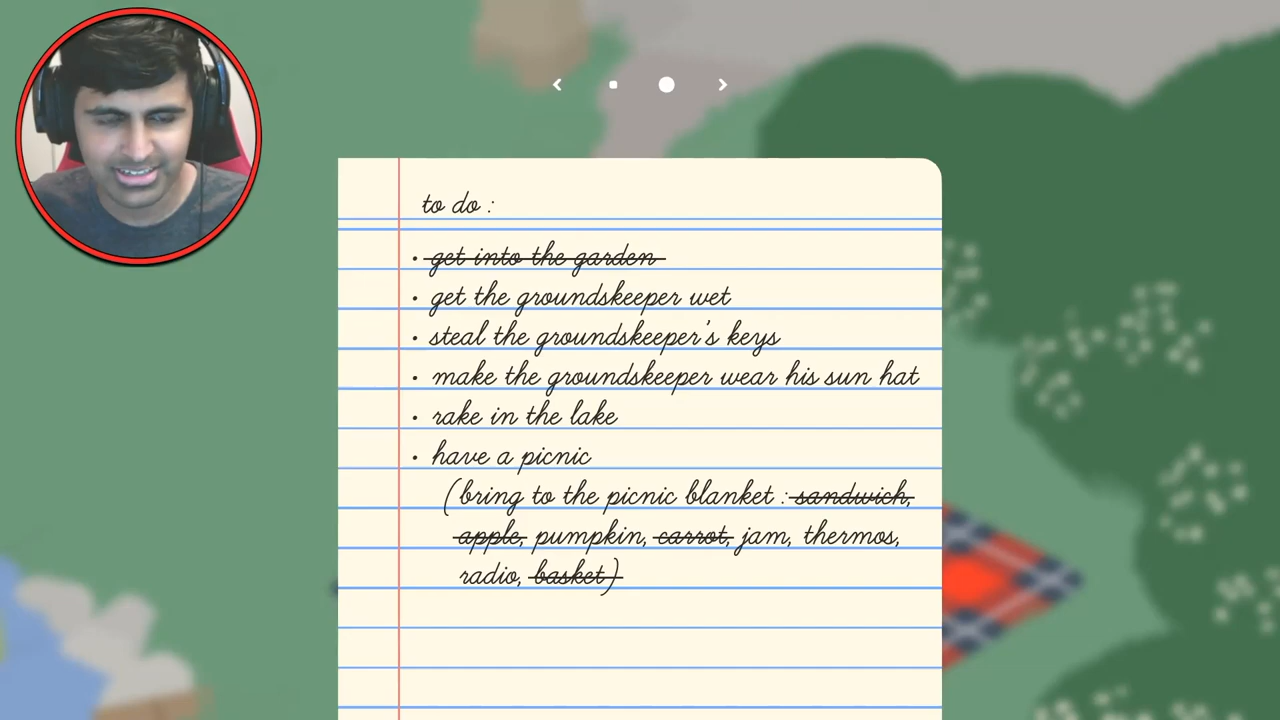 to do :
• get into the garden
• get the groundskeeper wet
• steal the groundskeeper's keys
• make the groundskeeper wear his sun hat
• rake in the lake
• have a picnic
(bring to the picnic blanket : sandwich,
apple, pumpkin, carrot, jam, thermos,
radio, basket)